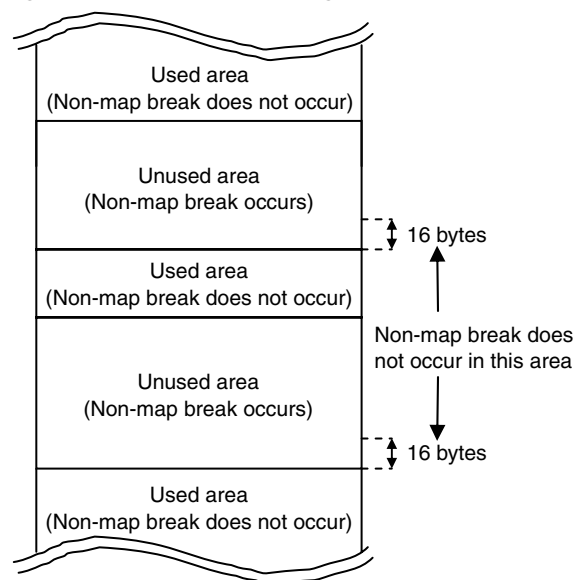 Used area
(Non-map break does not occur)
Unused area
(Non-map break occurs)
16 bytes
Used area
(Non-map break does not occur)
Non-map break does
not occur in this area
Unused area
(Non-map break occurs)
16 bytes
Used area
(Non-map break does not occur)